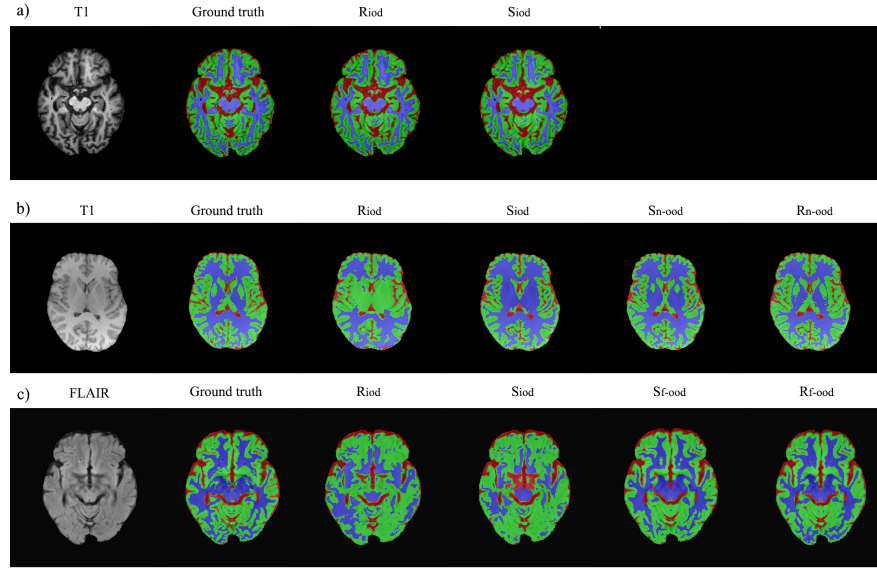 a) T1 Ground truth Riod Siod
b) T1 Ground truth Riod Siod Sn-ood Rn-ood
c) FLAIR Ground truth Riod Siod Sf-ood Rf-ood